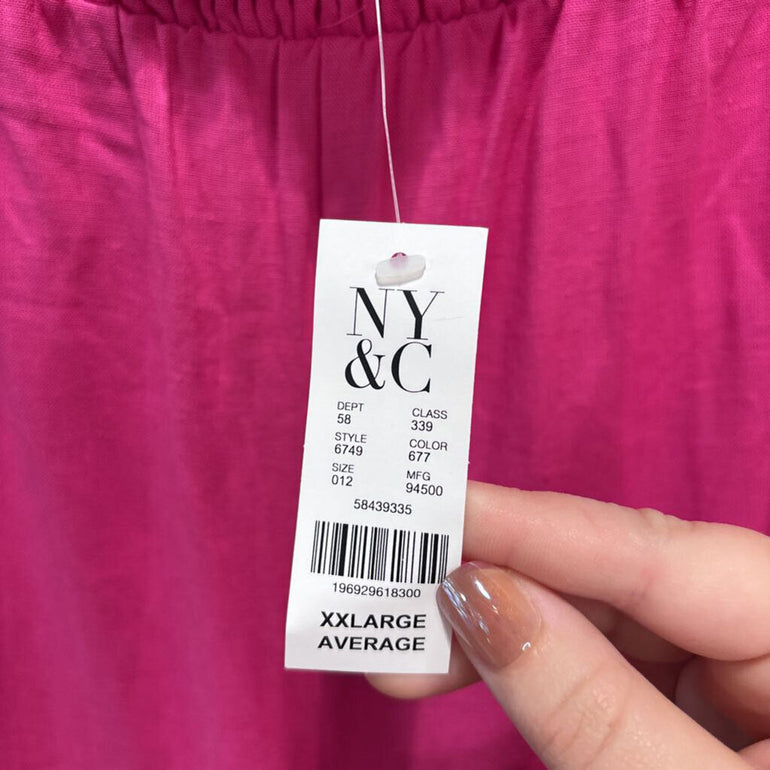 NY
&C
DEPT CLASS
58 339
STYLE COLOR
6749 677
SIZE MFG
012 94500
58439335
196929618300
XXLARGE
AVERAGE